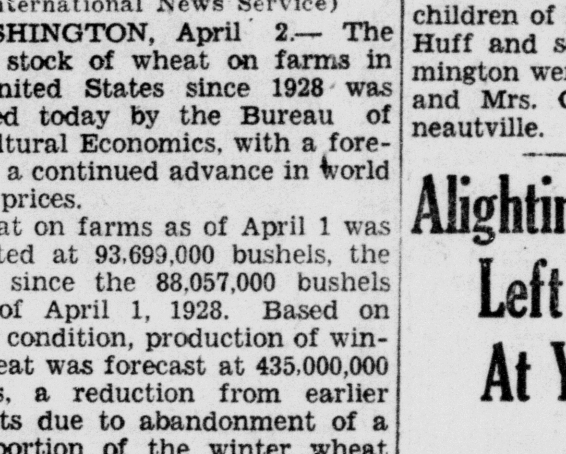 International News Service)
SHINGTON, April 2.— The
stock of wheat on farms in
nited States since 1928 was
ed today by the Bureau of
ltural Economics, with a fore-
a continued advance in world
prices.
at on farms as of April 1 was
ted at 93,699,000 bushels, the
since the 88,057,000 bushels
of April 1, 1928. Based on
condition, production of win-
eat was forecast at 435,000,000
s, a reduction from earlier
ts due to abandonment of a
portion of the winter wheat
children of
Huff and s
mington we
and Mrs. C
neautville.
Alightin
Left
At Y